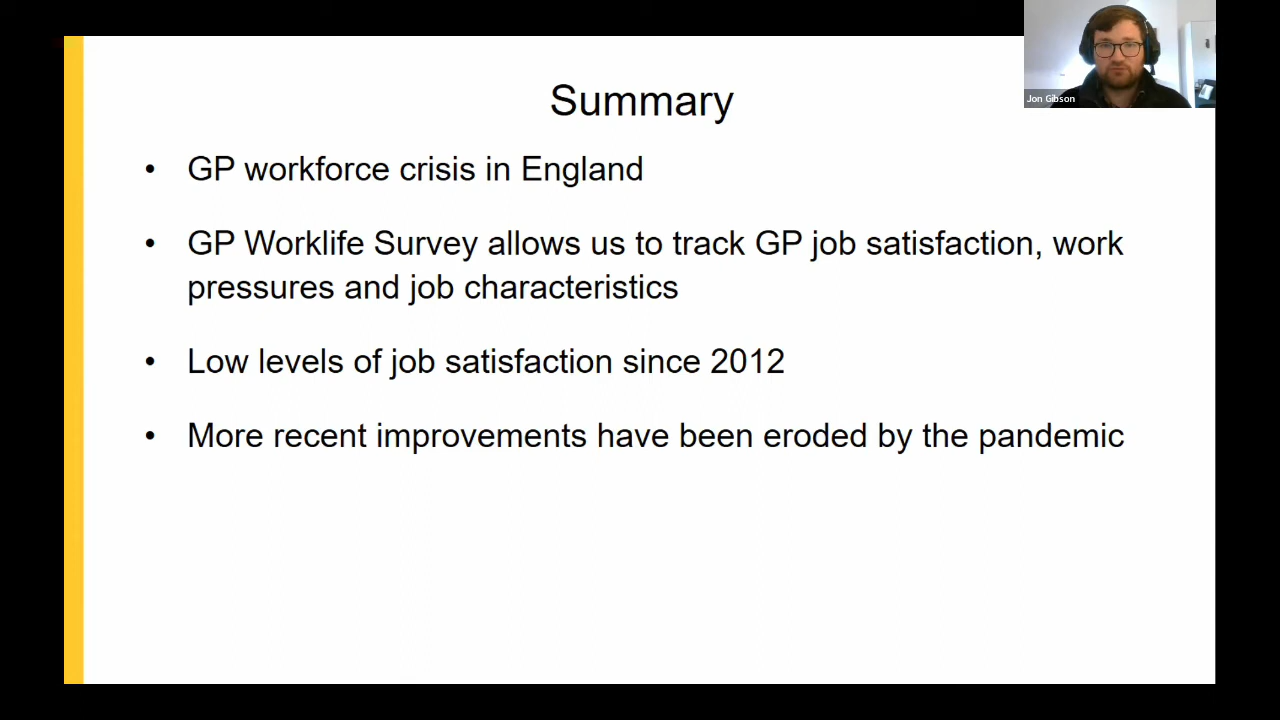 Jon Gibson
Summary
• GP workforce crisis in England
• GP Worklife Survey allows us to track GP job satisfaction, work
pressures and job characteristics
• Low levels of job satisfaction since 2012
• More recent improvements have been eroded by the pandemic